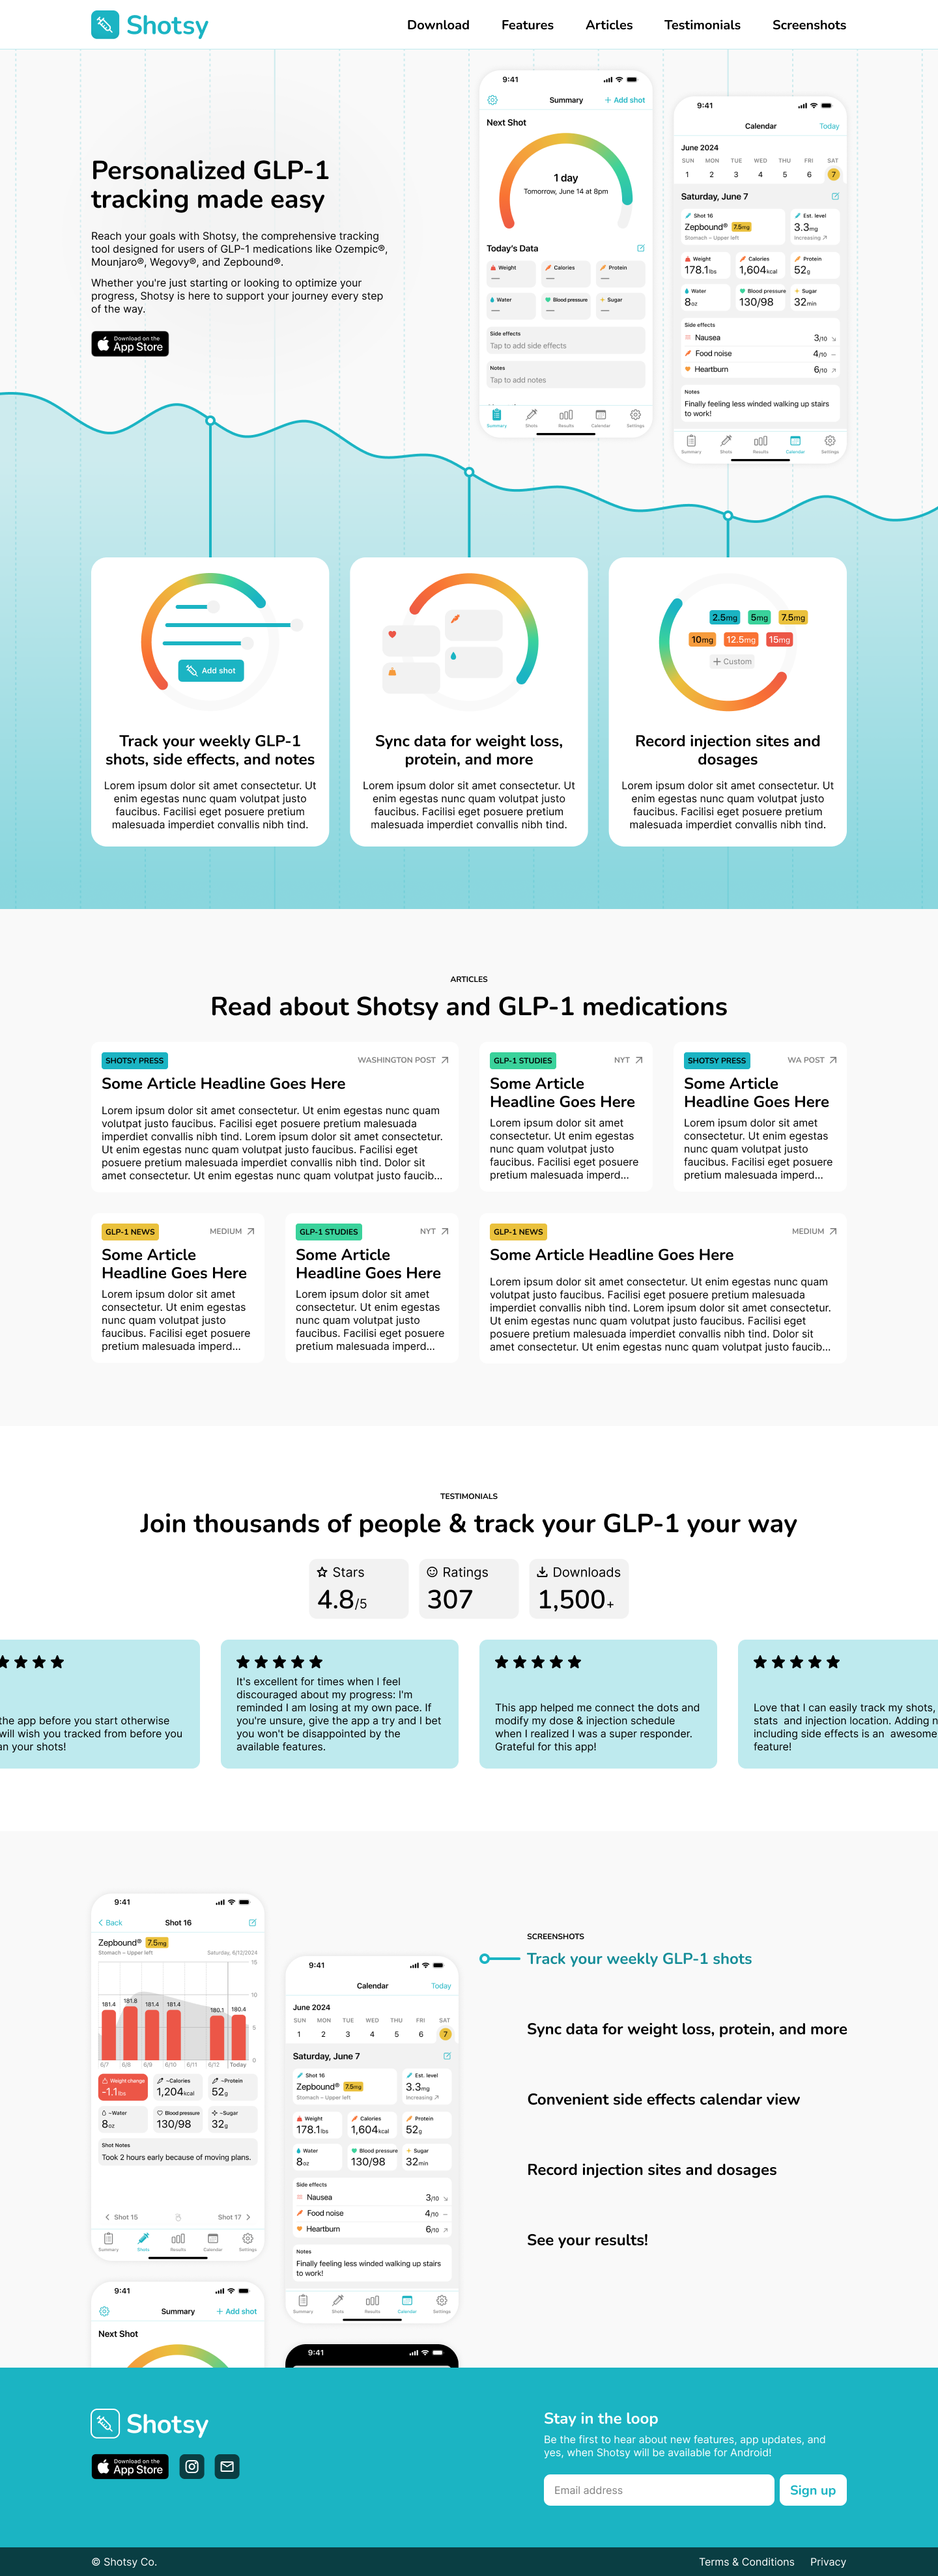 Shotsy
Download Features Articles Testimonials Screenshots
Personalized GLP-1
tracking made easy
Reach your goals with Shotsy, the comprehensive tracking
tool designed for users of GLP-1 medications like Ozempic®,
Mounjaro®, Wegovy®, and Zepbound®.
Whether you're just starting or looking to optimize your
progress, Shotsy is here to support your journey every step
of the way.
Download on the
App Store
9:41
Summary + Add shot
Next Shot
1 day
Tomorrow, June 14 at 8pm
Today's Data
Weight Calories Protein
— — —
Water Blood pressure Sugar
— — —
Side effects
Tap to add side effects
Notes
Tap to add notes
Summary Shots Results Calendar Settings
9:41
Calendar Today
June 2024
SUN MON TUE WED THU FRI SAT
1 2 3 4 5 6 7
Saturday, June 7
Shot 16 Est. level
Zepbound® 7.5mg 3.3mg
Stomach – Upper left Increasing ↗
Weight Calories Protein
178.1lbs 1,604kcal 52g
Water Blood pressure Sugar
8oz 130/98 32min
Side effects
Nausea 3/10 ↘
Food noise 4/10 –
Heartburn 6/10 ↗
Notes
Finally feeling less winded walking up stairs
to work!
Summary Shots Results Calendar Settings
Add shot
Track your weekly GLP-1
shots, side effects, and notes
Lorem ipsum dolor sit amet consectetur. Ut
enim egestas nunc quam volutpat justo
faucibus. Facilisi eget posuere pretium
malesuada imperdiet convallis nibh tind.
Sync data for weight loss,
protein, and more
Lorem ipsum dolor sit amet consectetur. Ut
enim egestas nunc quam volutpat justo
faucibus. Facilisi eget posuere pretium
malesuada imperdiet convallis nibh tind.
2.5mg 5mg 7.5mg
10mg 12.5mg 15mg
+ Custom
Record injection sites and
dosages
Lorem ipsum dolor sit amet consectetur. Ut
enim egestas nunc quam volutpat justo
faucibus. Facilisi eget posuere pretium
malesuada imperdiet convallis nibh tind.
ARTICLES
Read about Shotsy and GLP-1 medications
SHOTSY PRESS WASHINGTON POST ↗
Some Article Headline Goes Here
Lorem ipsum dolor sit amet consectetur. Ut enim egestas nunc quam
volutpat justo faucibus. Facilisi eget posuere pretium malesuada
imperdiet convallis nibh tind. Lorem ipsum dolor sit amet consectetur.
Ut enim egestas nunc quam volutpat justo faucibus. Facilisi eget
posuere pretium malesuada imperdiet convallis nibh tind. Dolor sit
amet consectetur. Ut enim egestas nunc quam volutpat justo faucib...
GLP-1 STUDIES NYT ↗
Some Article
Headline Goes Here
Lorem ipsum dolor sit amet
consectetur. Ut enim egestas
nunc quam volutpat justo
faucibus. Facilisi eget posuere
pretium malesuada imperd...
SHOTSY PRESS WA POST ↗
Some Article
Headline Goes Here
Lorem ipsum dolor sit amet
consectetur. Ut enim egestas
nunc quam volutpat justo
faucibus. Facilisi eget posuere
pretium malesuada imperd...
GLP-1 NEWS MEDIUM ↗
Some Article
Headline Goes Here
Lorem ipsum dolor sit amet
consectetur. Ut enim egestas
nunc quam volutpat justo
faucibus. Facilisi eget posuere
pretium malesuada imperd...
GLP-1 STUDIES NYT ↗
Some Article
Headline Goes Here
Lorem ipsum dolor sit amet
consectetur. Ut enim egestas
nunc quam volutpat justo
faucibus. Facilisi eget posuere
pretium malesuada imperd...
GLP-1 NEWS MEDIUM ↗
Some Article Headline Goes Here
Lorem ipsum dolor sit amet consectetur. Ut enim egestas nunc quam
volutpat justo faucibus. Facilisi eget posuere pretium malesuada
imperdiet convallis nibh tind. Lorem ipsum dolor sit amet consectetur.
Ut enim egestas nunc quam volutpat justo faucibus. Facilisi eget
posuere pretium malesuada imperdiet convallis nibh tind. Dolor sit
amet consectetur. Ut enim egestas nunc quam volutpat justo faucib...
TESTIMONIALS
Join thousands of people & track your GLP-1 your way
Stars Ratings Downloads
4.8/5 307 1,500+
the app before you start otherwise
will wish you tracked from before you
an your shots!
It's excellent for times when I feel
discouraged about my progress: I'm
reminded I am losing at my own pace. If
you're unsure, give the app a try and I bet
you won't be disappointed by the
available features.
This app helped me connect the dots and
modify my dose & injection schedule
when I realized I was a super responder.
Grateful for this app!
Love that I can easily track my shots,
stats and injection location. Adding n
including side effects is an awesome
feature!
9:41
Back Shot 16
Zepbound® 7.5mg
Stomach – Upper left Saturday, 6/12/2024
15
10
5
0
181.4 181.8 181.4 181.4 180.1 180.4
6/7 6/8 6/9 6/10 6/11 6/12 Today
Weight change ~Calories ~Protein
-1.1lbs 1,204kcal 52g
~Water Blood pressure ~Sugar
8oz 130/98 32g
Shot Notes
Took 2 hours early because of moving plans.
Shot 15 Shot 17
Summary Shots Results Calendar Settings
9:41
Summary + Add shot
Next Shot
9:41
Calendar Today
June 2024
SUN MON TUE WED THU FRI SAT
1 2 3 4 5 6 7
Saturday, June 7
Shot 16 Est. level
Zepbound® 7.5mg 3.3mg
Stomach – Upper left Increasing ↗
Weight Calories Protein
178.1lbs 1,604kcal 52g
Water Blood pressure Sugar
8oz 130/98 32min
Side effects
Nausea 3/10 ↘
Food noise 4/10 –
Heartburn 6/10 ↗
Notes
Finally feeling less winded walking up stairs
to work!
Summary Shots Results Calendar Settings
9:41
SCREENSHOTS
Track your weekly GLP-1 shots
Sync data for weight loss, protein, and more
Convenient side effects calendar view
Record injection sites and dosages
See your results!
Shotsy
Download on the
App Store
Stay in the loop
Be the first to hear about new features, app updates, and
yes, when Shotsy will be available for Android!
Email address Sign up
© Shotsy Co. Terms & Conditions Privacy